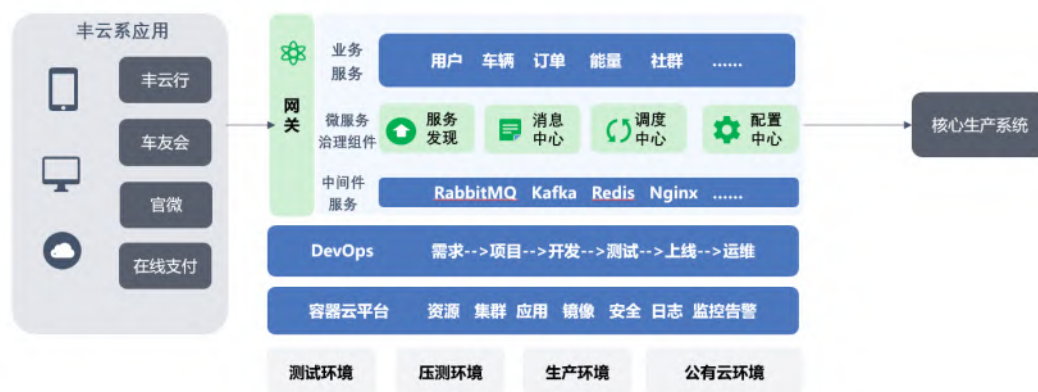 丰云系应用
丰云行
车友会
官微
在线支付
网关
业务
服务
用户 车辆 订单 能量 社群 ......
微服务
治理组件
服务
发现
消息
中心
调度
中心
配置
中心
中间件
服务
RabbitMQ Kafka Redis Nginx ......
DevOps 需求-->项目-->开发-->测试-->上线-->运维
容器云平台 资源 集群 应用 镜像 安全 日志 监控告警
测试环境 压测环境 生产环境 公有云环境
核心生产系统